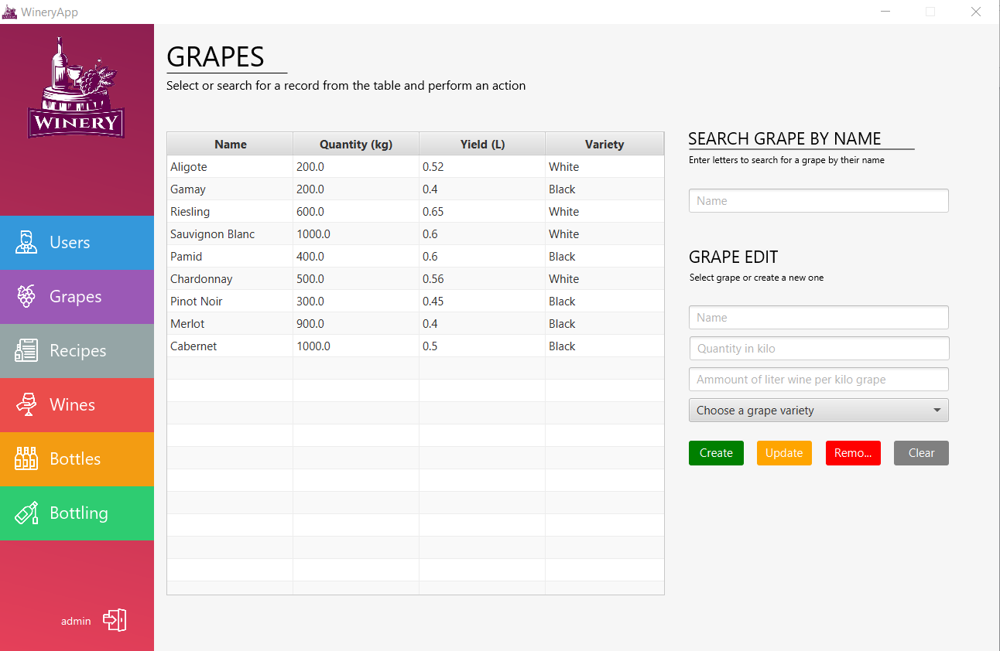 WineryApp
WINERY
Users
Grapes
Recipes
Wines
Bottles
Bottling
admin
GRAPES
Select or search for a record from the table and perform an action
Name Quantity (kg) Yield (L) Variety
Aligote 200.0 0.52 White
Gamay 200.0 0.4 Black
Riesling 600.0 0.65 White
Sauvignon Blanc 1000.0 0.6 White
Pamid 400.0 0.6 Black
Chardonnay 500.0 0.56 White
Pinot Noir 300.0 0.45 Black
Merlot 900.0 0.4 Black
Cabernet 1000.0 0.5 Black
SEARCH GRAPE BY NAME
Enter letters to search for a grape by their name
Name
GRAPE EDIT
Select grape or create a new one
Name
Quantity in kilo
Ammount of liter wine per kilo grape
Choose a grape variety
Create Update Remo... Clear